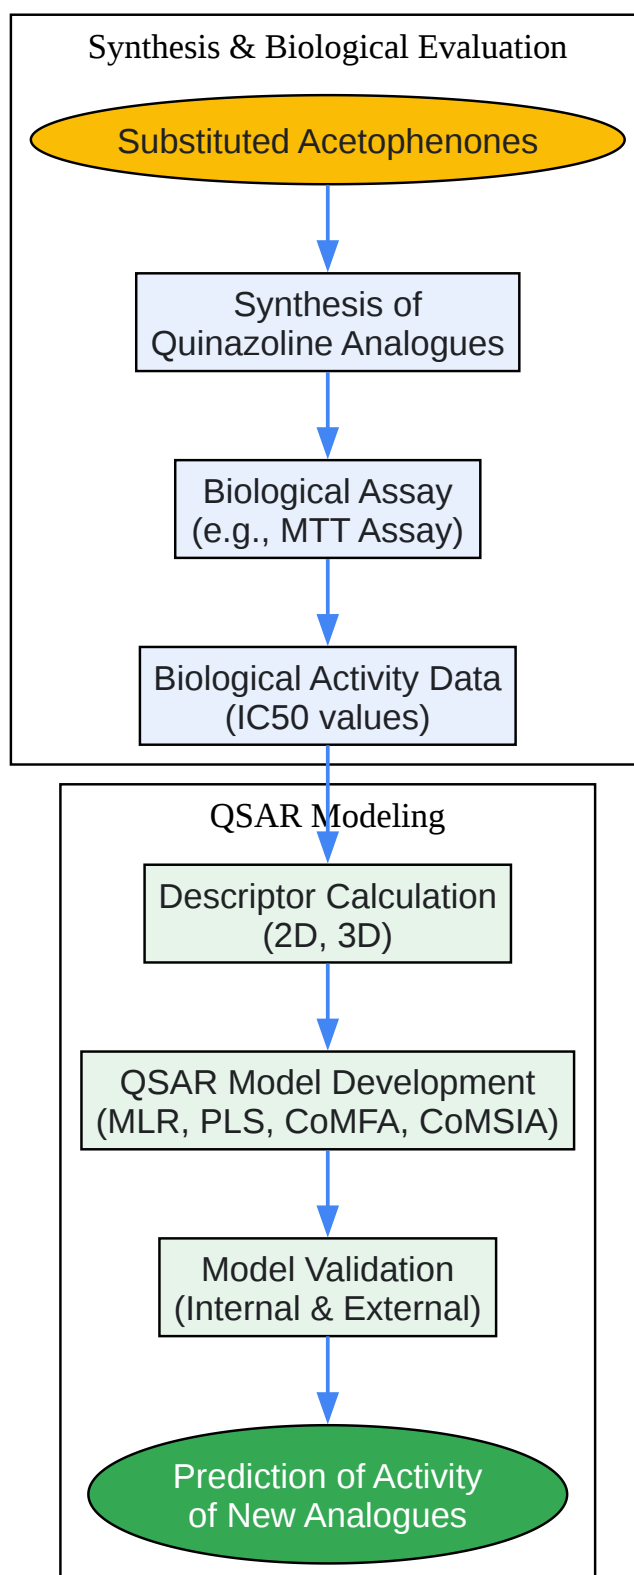 Synthesis & Biological Evaluation
Substituted Acetophenones
Synthesis of
Quinazoline Analogues
Biological Assay
(e.g., MTT Assay)
Biological Activity Data
(IC50 values)
QSAR Modeling
Descriptor Calculation
(2D, 3D)
QSAR Model Development
(MLR, PLS, CoMFA, CoMSIA)
Model Validation
(Internal & External)
Prediction of Activity
of New Analogues